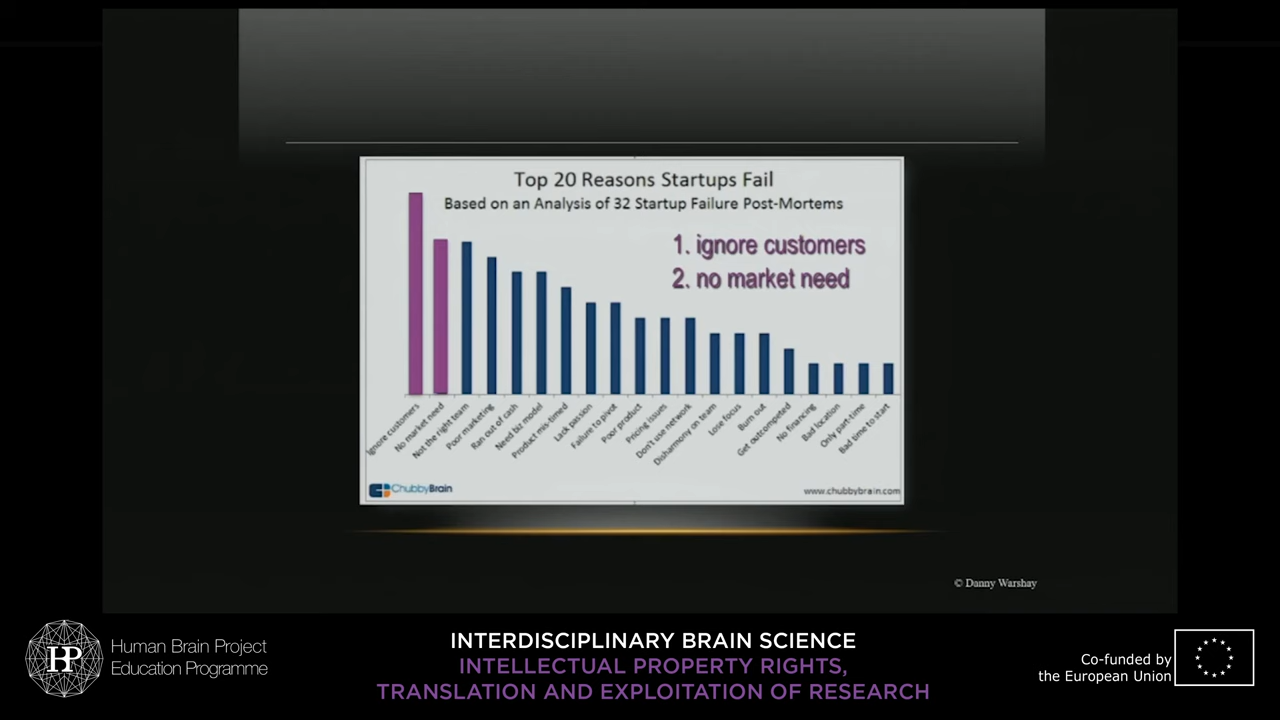 Top 20 Reasons Startups Fail
Based on an Analysis of 32 Startup Failure Post-Mortems
1. ignore customers
2. no market need
Ignore customers
No market need
Not the right team
Poor marketing
Ran out of cash
Need biz model
Product mis-timed
Lack passion
Failure to pivot
Poor product
Pricing issues
Don't use network
Disharmony on team
Lose focus
Burn out
Get outcompeted
No financing
Bad location
Only part-time
Bad time to start
ChubbyBrain
www.chubbybrain.com
© Danny Warshay
HP
Human Brain Project
Education Programme
INTERDISCIPLINARY BRAIN SCIENCE
INTELLECTUAL PROPERTY RIGHTS,
TRANSLATION AND EXPLOITATION OF RESEARCH
Co-funded by
the European Union